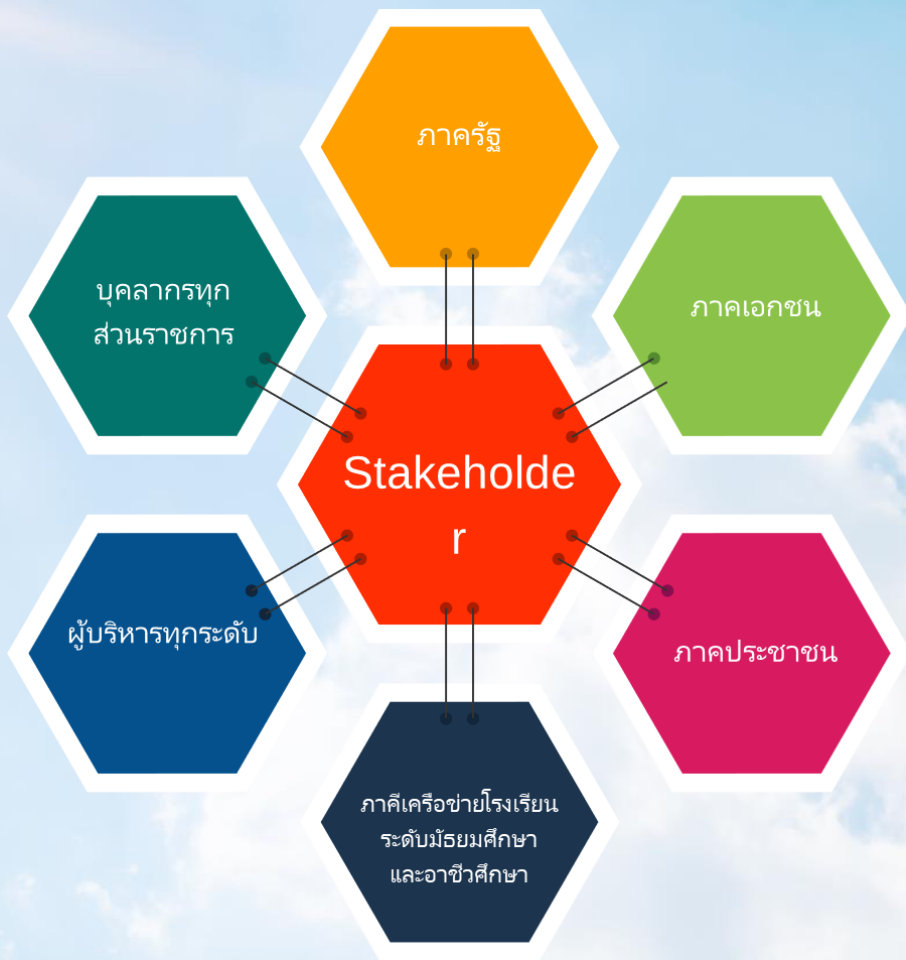 ภาครัฐ
บุคลากรทุก
ส่วนราชการ
ภาคเอกชน
Stakeholde
r
ผู้บริหารทุกระดับ
ภาคประชาชน
ภาคีเครือข่ายโรงเรียน
ระดับมัธยมศึกษา
และอาชีวศึกษา